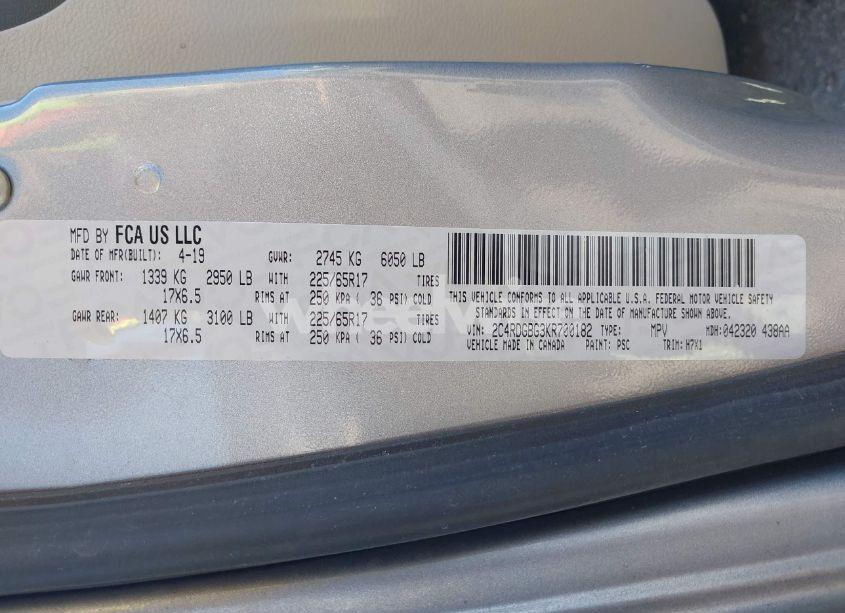 MFD BY FCA US LLC
DATE OF MFR(BUILT): 4-19 GVWR: 2745 KG 6050 LB
GAWR FRONT: 1339 KG 2950 LB WITH 225/65R17 TIRES
17X6.5 RIMS AT 250 KPA ( 36 PSI) COLD
GAWR REAR: 1407 KG 3100 LB WITH 225/65R17 TIRES
17X6.5 RIMS AT 250 KPA ( 36 PSI) COLD
THIS VEHICLE CONFORMS TO ALL APPLICABLE U.S.A. FEDERAL MOTOR VEHICLE SAFETY
STANDARDS IN EFFECT ON THE DATE OF MANUFACTURE SHOWN ABOVE.
VIN: 2C4RDGBG3KR700182 TYPE: MPV MDH: 042320 438AA
VEHICLE MADE IN CANADA PAINT: PSC TRIM: H7X1